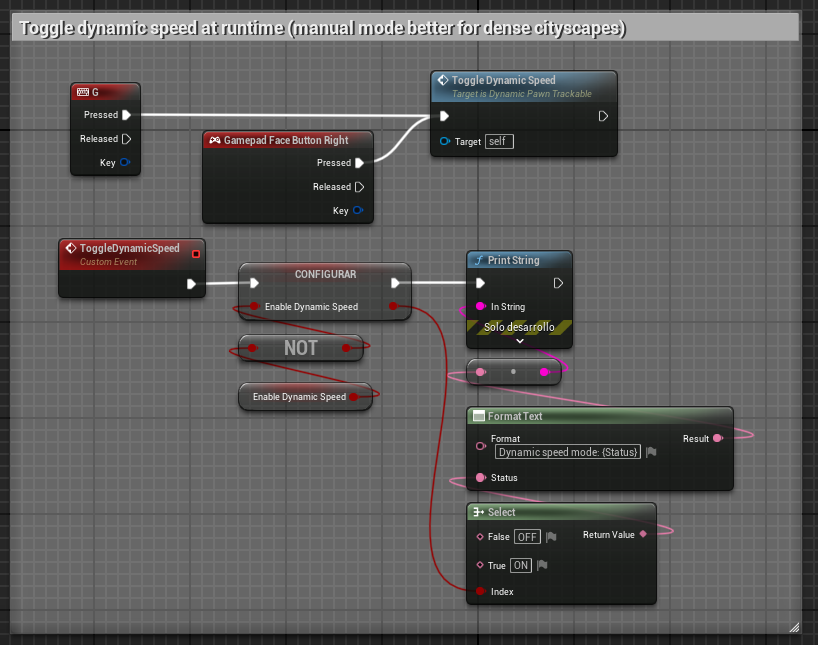 Toggle dynamic speed at runtime (manual mode better for dense cityscapes)
G
Pressed
Released
Key
Gamepad Face Button Right
Pressed
Released
Key
Toggle Dynamic Speed
Target is Dynamic Pawn Trackable
Target self
ToggleDynamicSpeed
Custom Event
CONFIGURAR
Enable Dynamic Speed
NOT
Enable Dynamic Speed
Print String
In String
Solo desarrollo
Format Text
Format
Dynamic speed mode: {Status}
Result
Status
Select
False OFF
Return Value
True ON
Index